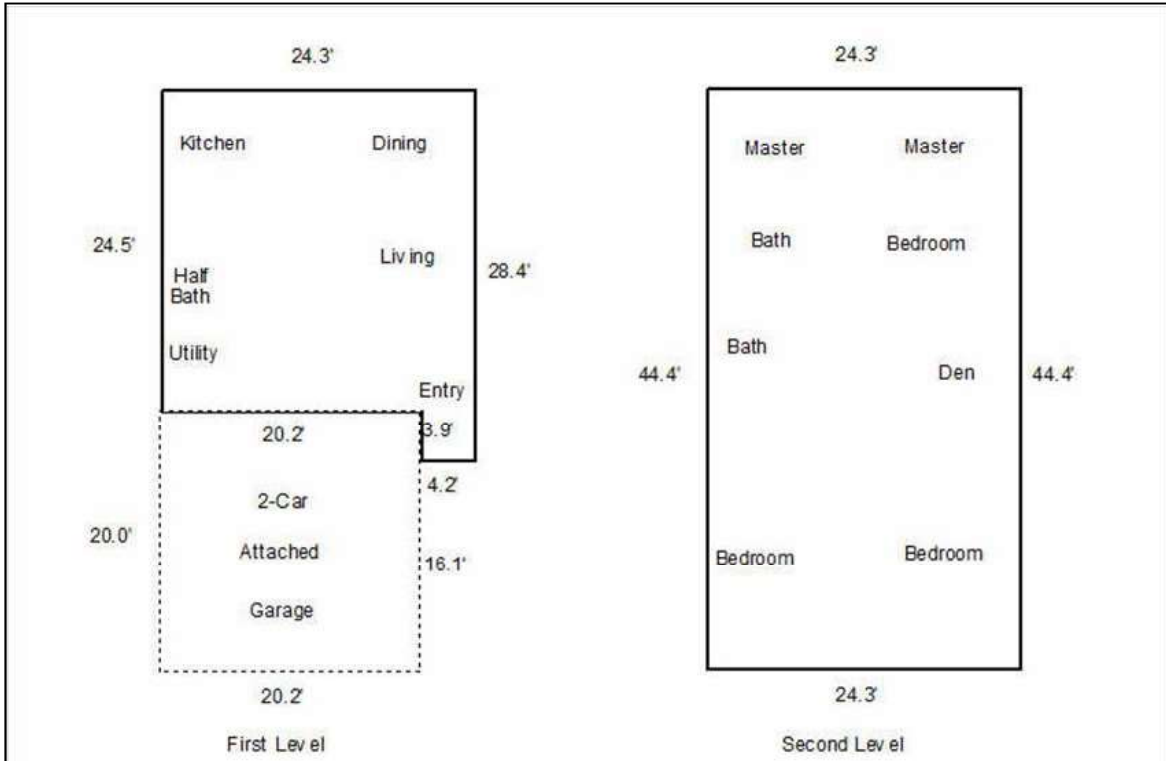 24.3'
24.3'
Kitchen
Dining
Master
Master
24.5'
Living
28.4'
Bath
Bedroom
Half
Bath
Utility
Bath
Entry
44.4'
Den
44.4'
20.2'
3.9'
4.2'
2-Car
20.0'
Attached
16.1'
Bedroom
Bedroom
Garage
20.2'
24.3'
First Level
Second Level